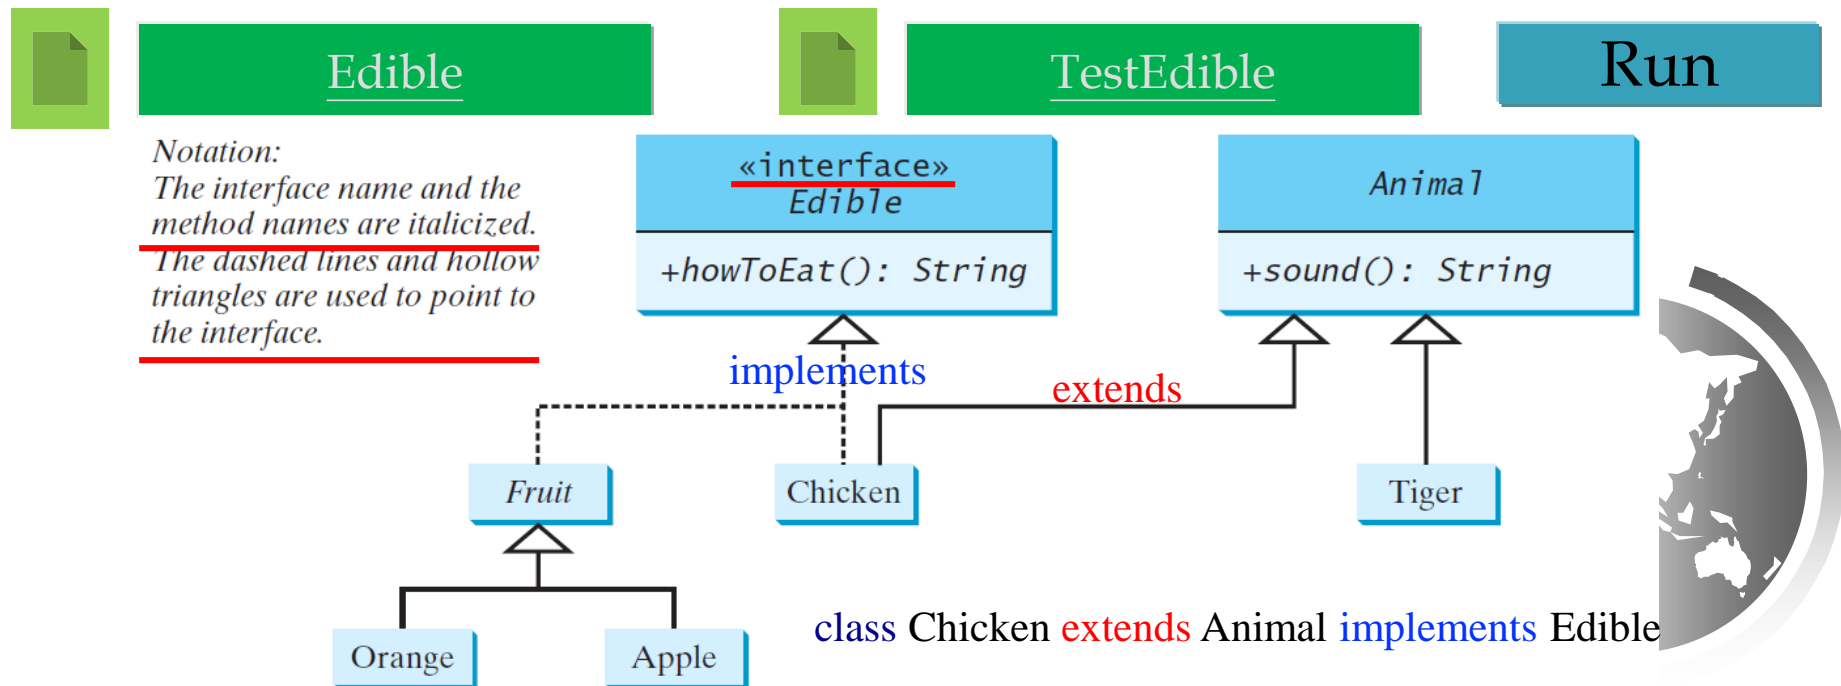 Edible
TestEdible
Run
Notation:
The interface name and the
method names are italicized.
The dashed lines and hollow
triangles are used to point to
the interface.
«interface»
Edible
+howToEat(): String
Animal
+sound(): String
implements
extends
Fruit
Chicken
Tiger
Orange
Apple
class Chicken extends Animal implements Edible